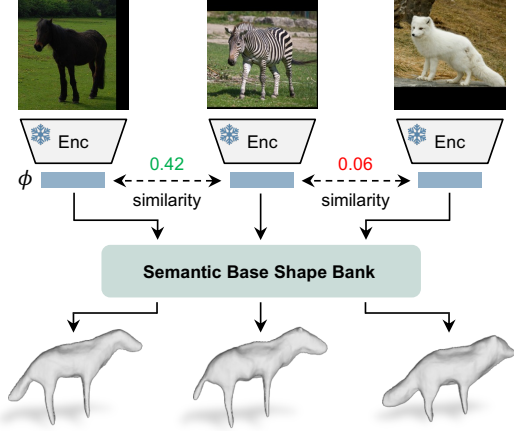 Enc Enc Enc
0.42 0.06
ϕ
similarity similarity
Semantic Base Shape Bank